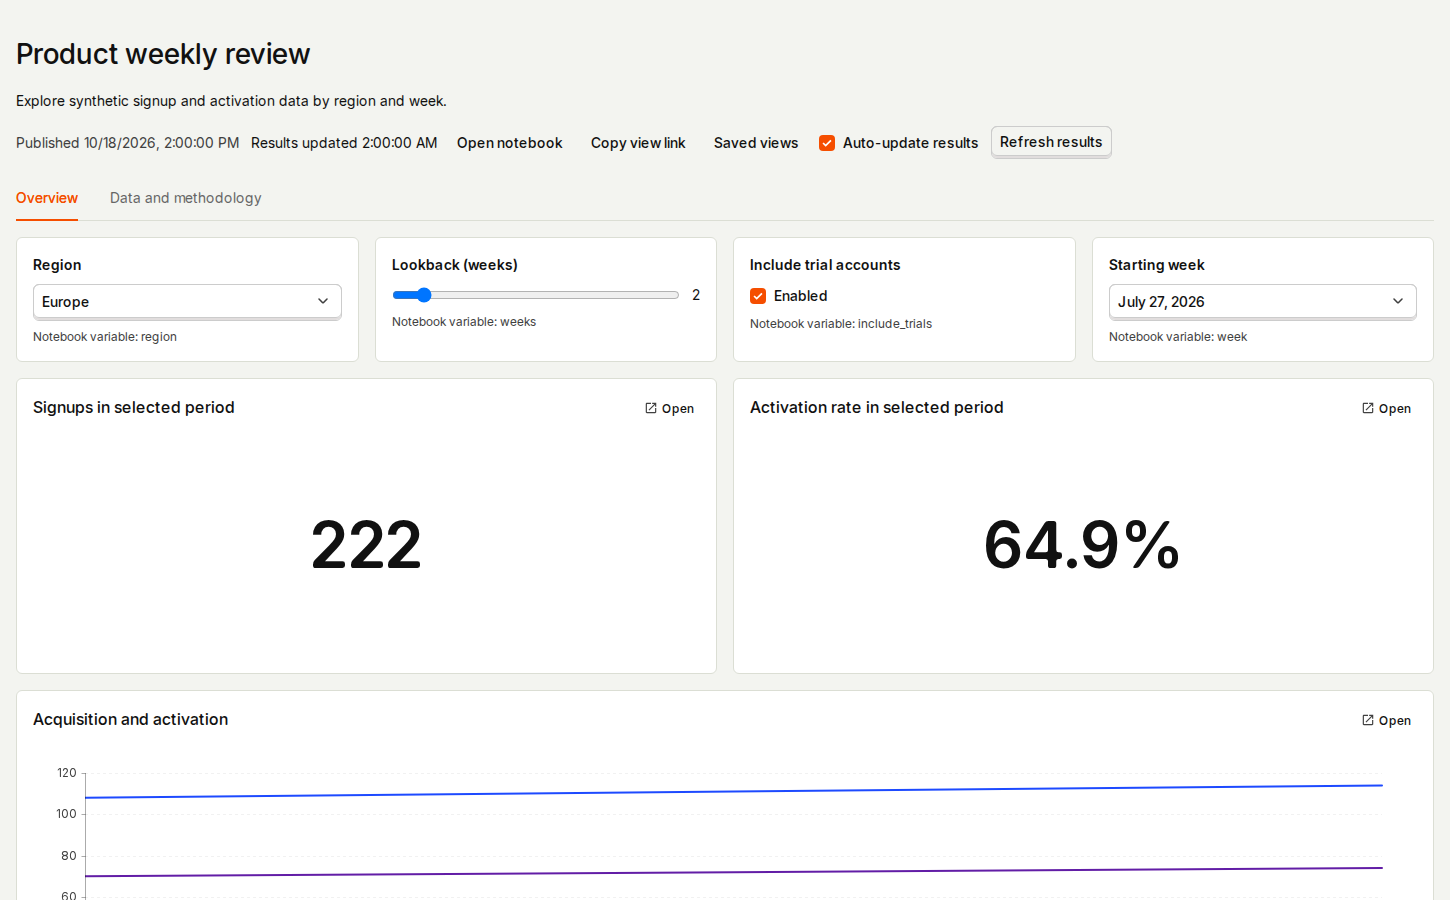 Product weekly review
Explore synthetic signup and activation data by region and week.
Published 10/18/2026, 2:00:00 PM Results updated 2:00:00 AM Open notebook Copy view link Saved views Auto-update results Refresh results
Overview Data and methodology
Region
Europe
Notebook variable: region
Lookback (weeks)
2
Notebook variable: weeks
Include trial accounts
Enabled
Notebook variable: include_trials
Starting week
July 27, 2026
Notebook variable: week
Signups in selected period Open
222
Activation rate in selected period Open
64.9%
Acquisition and activation Open
120
100
80
60